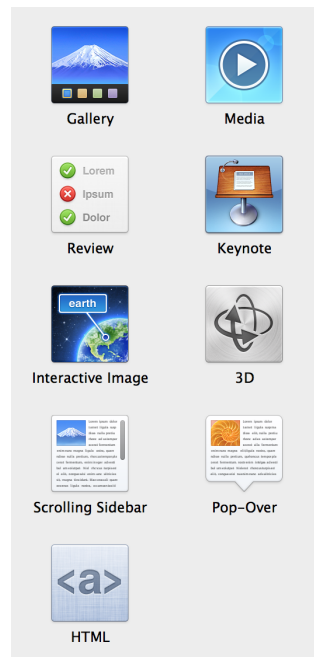 Gallery
Media
Lorem
Ipsum
Dolor
Review
Keynote
earth
Interactive Image
3D
Scrolling Sidebar
Pop-Over
<a>
HTML